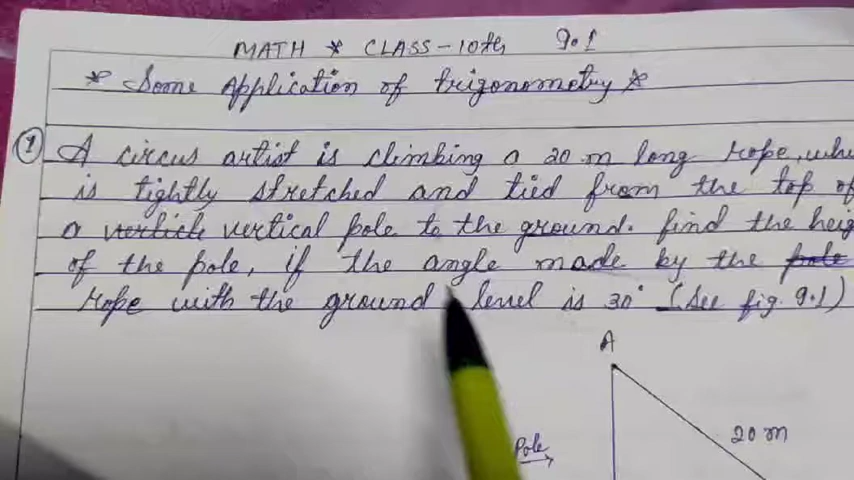 MATH * CLASS-10th 9.1
* Some Application of trigonometry *
① A circus artist is climbing a 20 m long rope, whi
is tightly stretched and tied from the top of
a vertical pole to the ground. find the heig
of the pole, if the angle made by the pole
rope with the ground level is 30° (See fig. 9.1)
A
20 m
Pole